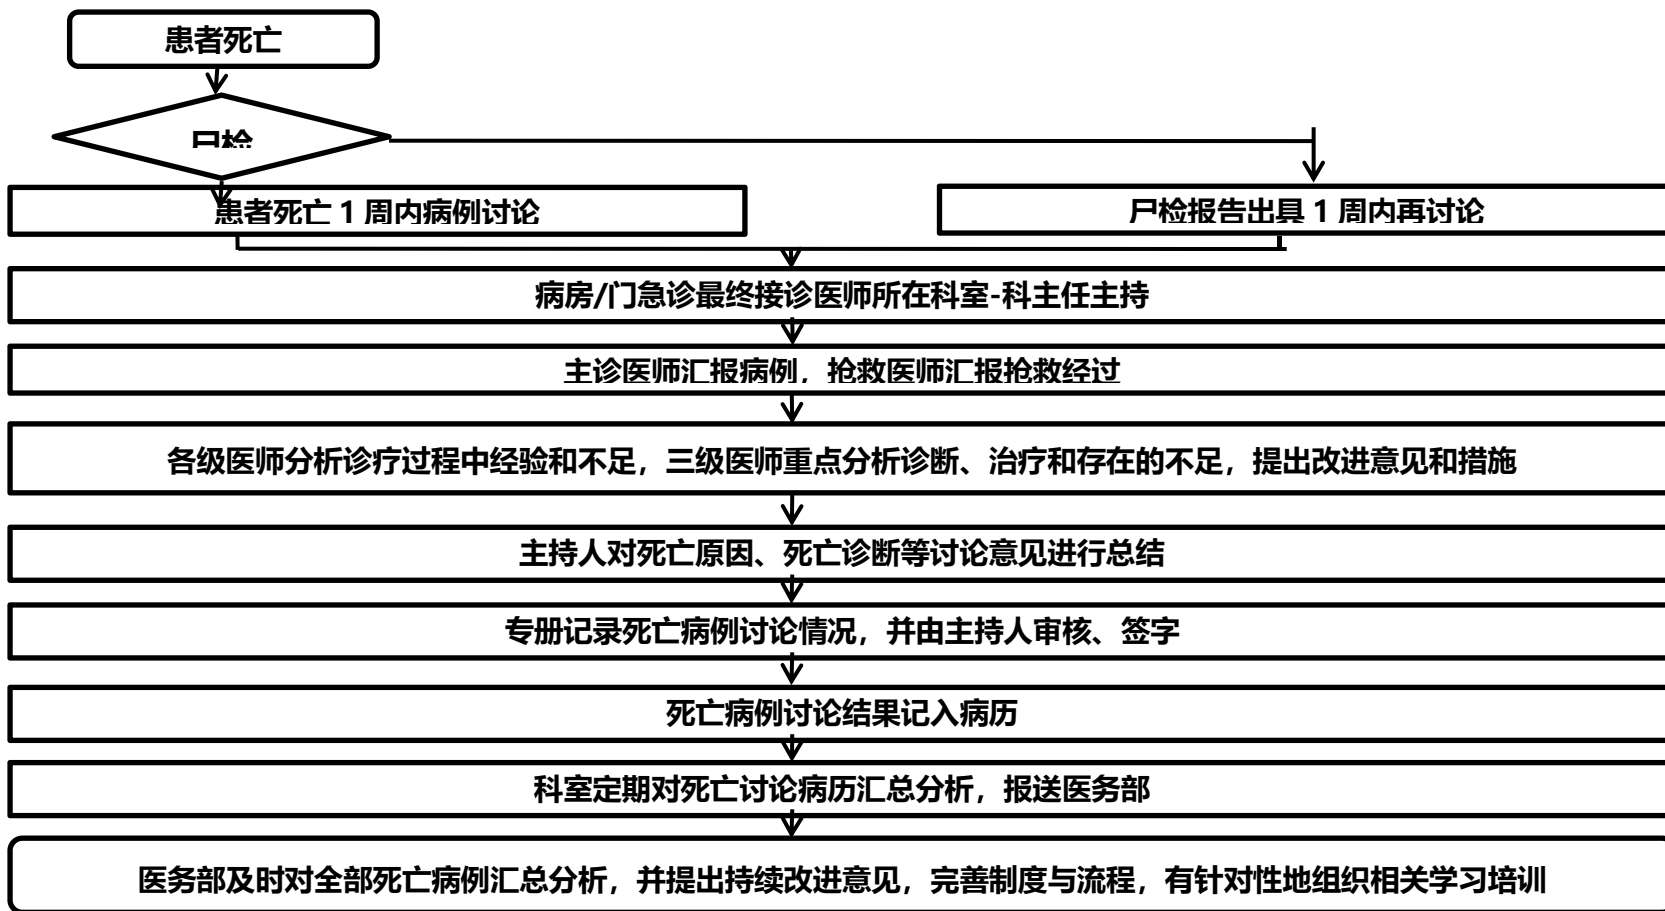 患者死亡
尸检
患者死亡 1 周内病例讨论
尸检报告出具 1 周内再讨论
病房/门急诊最终接诊医师所在科室-科主任主持
主诊医师汇报病例，抢救医师汇报抢救经过
各级医师分析诊疗过程中经验和不足，三级医师重点分析诊断、治疗和存在的不足，提出改进意见和措施
主持人对死亡原因、死亡诊断等讨论意见进行总结
专册记录死亡病例讨论情况，并由主持人审核、签字
死亡病例讨论结果记入病历
科室定期对死亡讨论病历汇总分析，报送医务部
医务部及时对全部死亡病例汇总分析，并提出持续改进意见，完善制度与流程，有针对性地组织相关学习培训